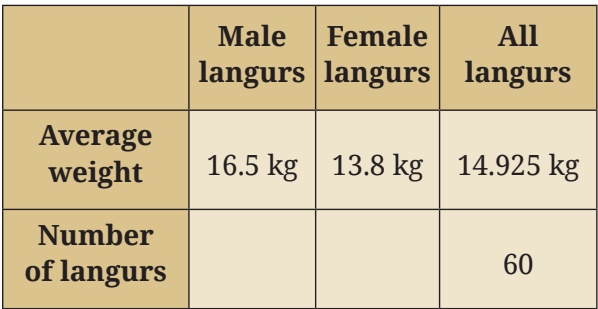 Male Female All
langurs langurs langurs
Average
weight 16.5 kg 13.8 kg 14.925 kg
Number
of langurs 60